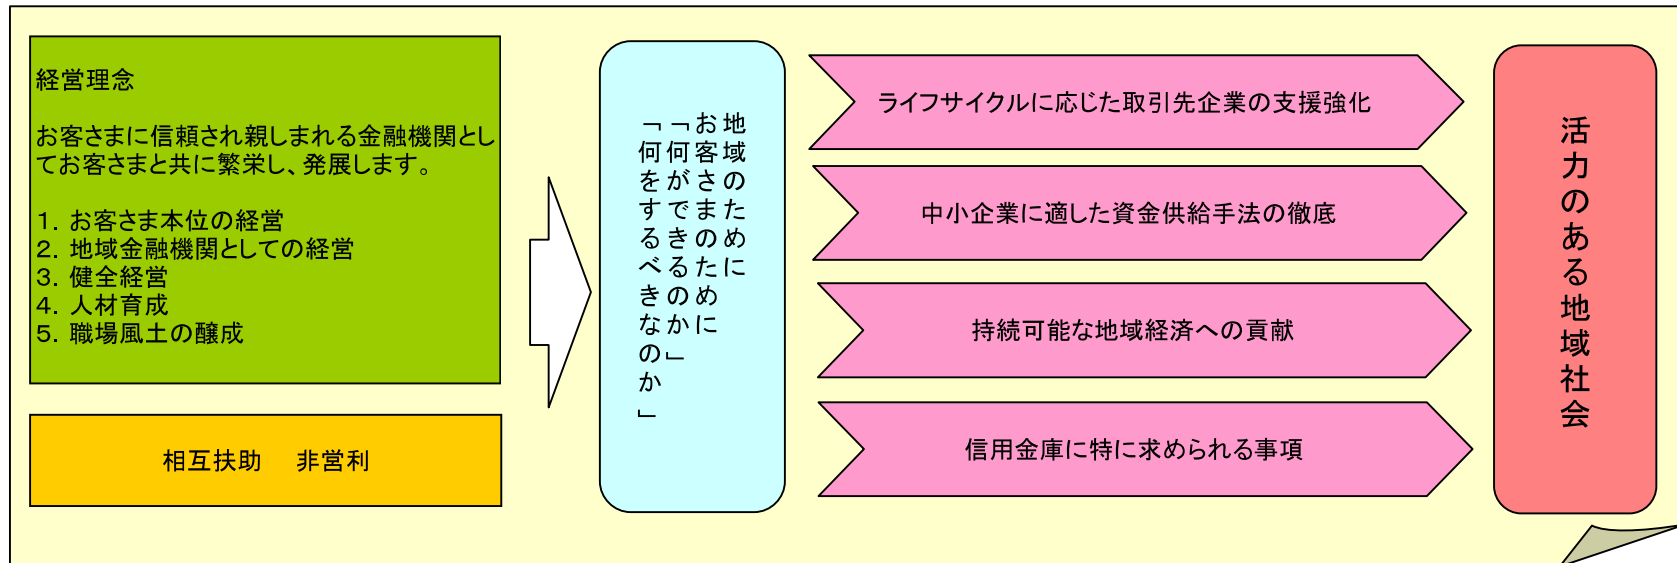 経営理念
お客さまに信頼され親しまれる金融機関とし
てお客さまと共に繁栄し、発展します。
1. お客さま本位の経営
2. 地域金融機関としての経営
3. 健全経営
4. 人材育成
5. 職場風土の醸成
相互扶助　非営利
地域のために
お客さまのために
「何ができるのか」
「何をするべきなのか」
ライフサイクルに応じた取引先企業の支援強化
中小企業に適した資金供給手法の徹底
持続可能な地域経済への貢献
信用金庫に特に求められる事項
活力のある地域社会